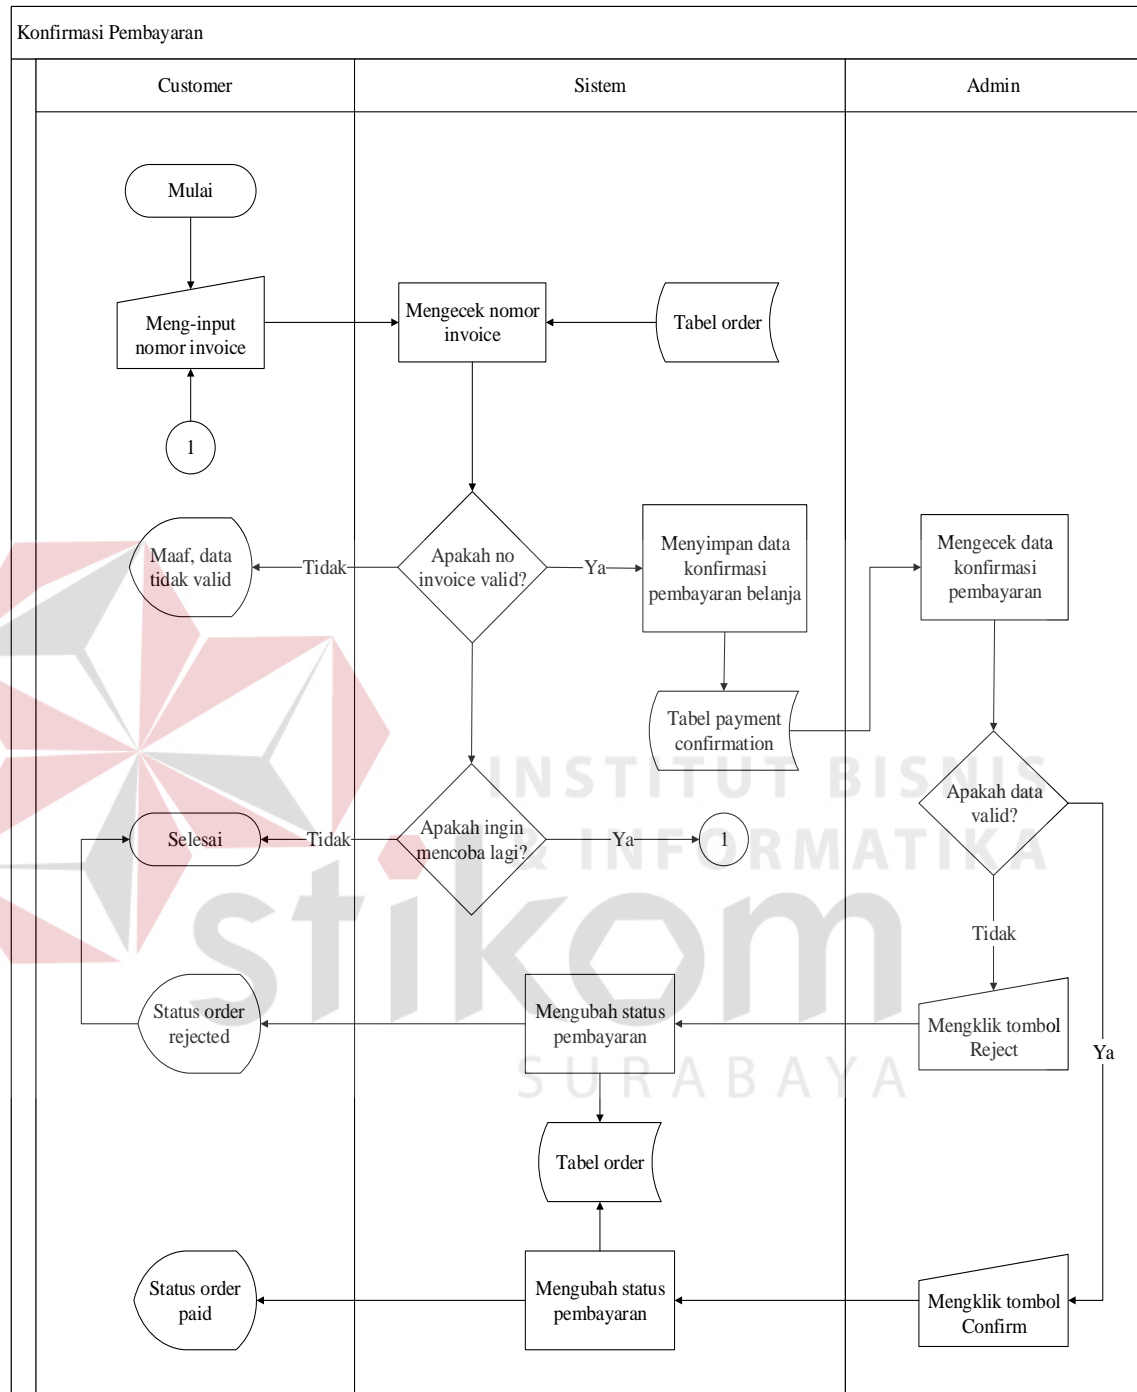 Konfirmasi Pembayaran
Customer
Sistem
Admin
Mulai
Meng-input
nomor invoice
Mengecek nomor
invoice
Tabel order
1
Maaf, data
tidak valid
Tidak
Apakah no
invoice valid?
Ya
Menyimpan data
konfirmasi
pembayaran belanja
Mengecek data
konfirmasi
pembayaran
Tabel payment
confirmation
INSTITUT BISNIS
& INFORMATIKA
stikom
SURABAYA
Apakah data
valid?
Selesai
Tidak
Apakah ingin
mencoba lagi?
Ya
1
Tidak
Status order
rejected
Mengubah status
pembayaran
Mengklik tombol
Reject
Ya
Tabel order
Status order
paid
Mengubah status
pembayaran
Mengklik tombol
Confirm